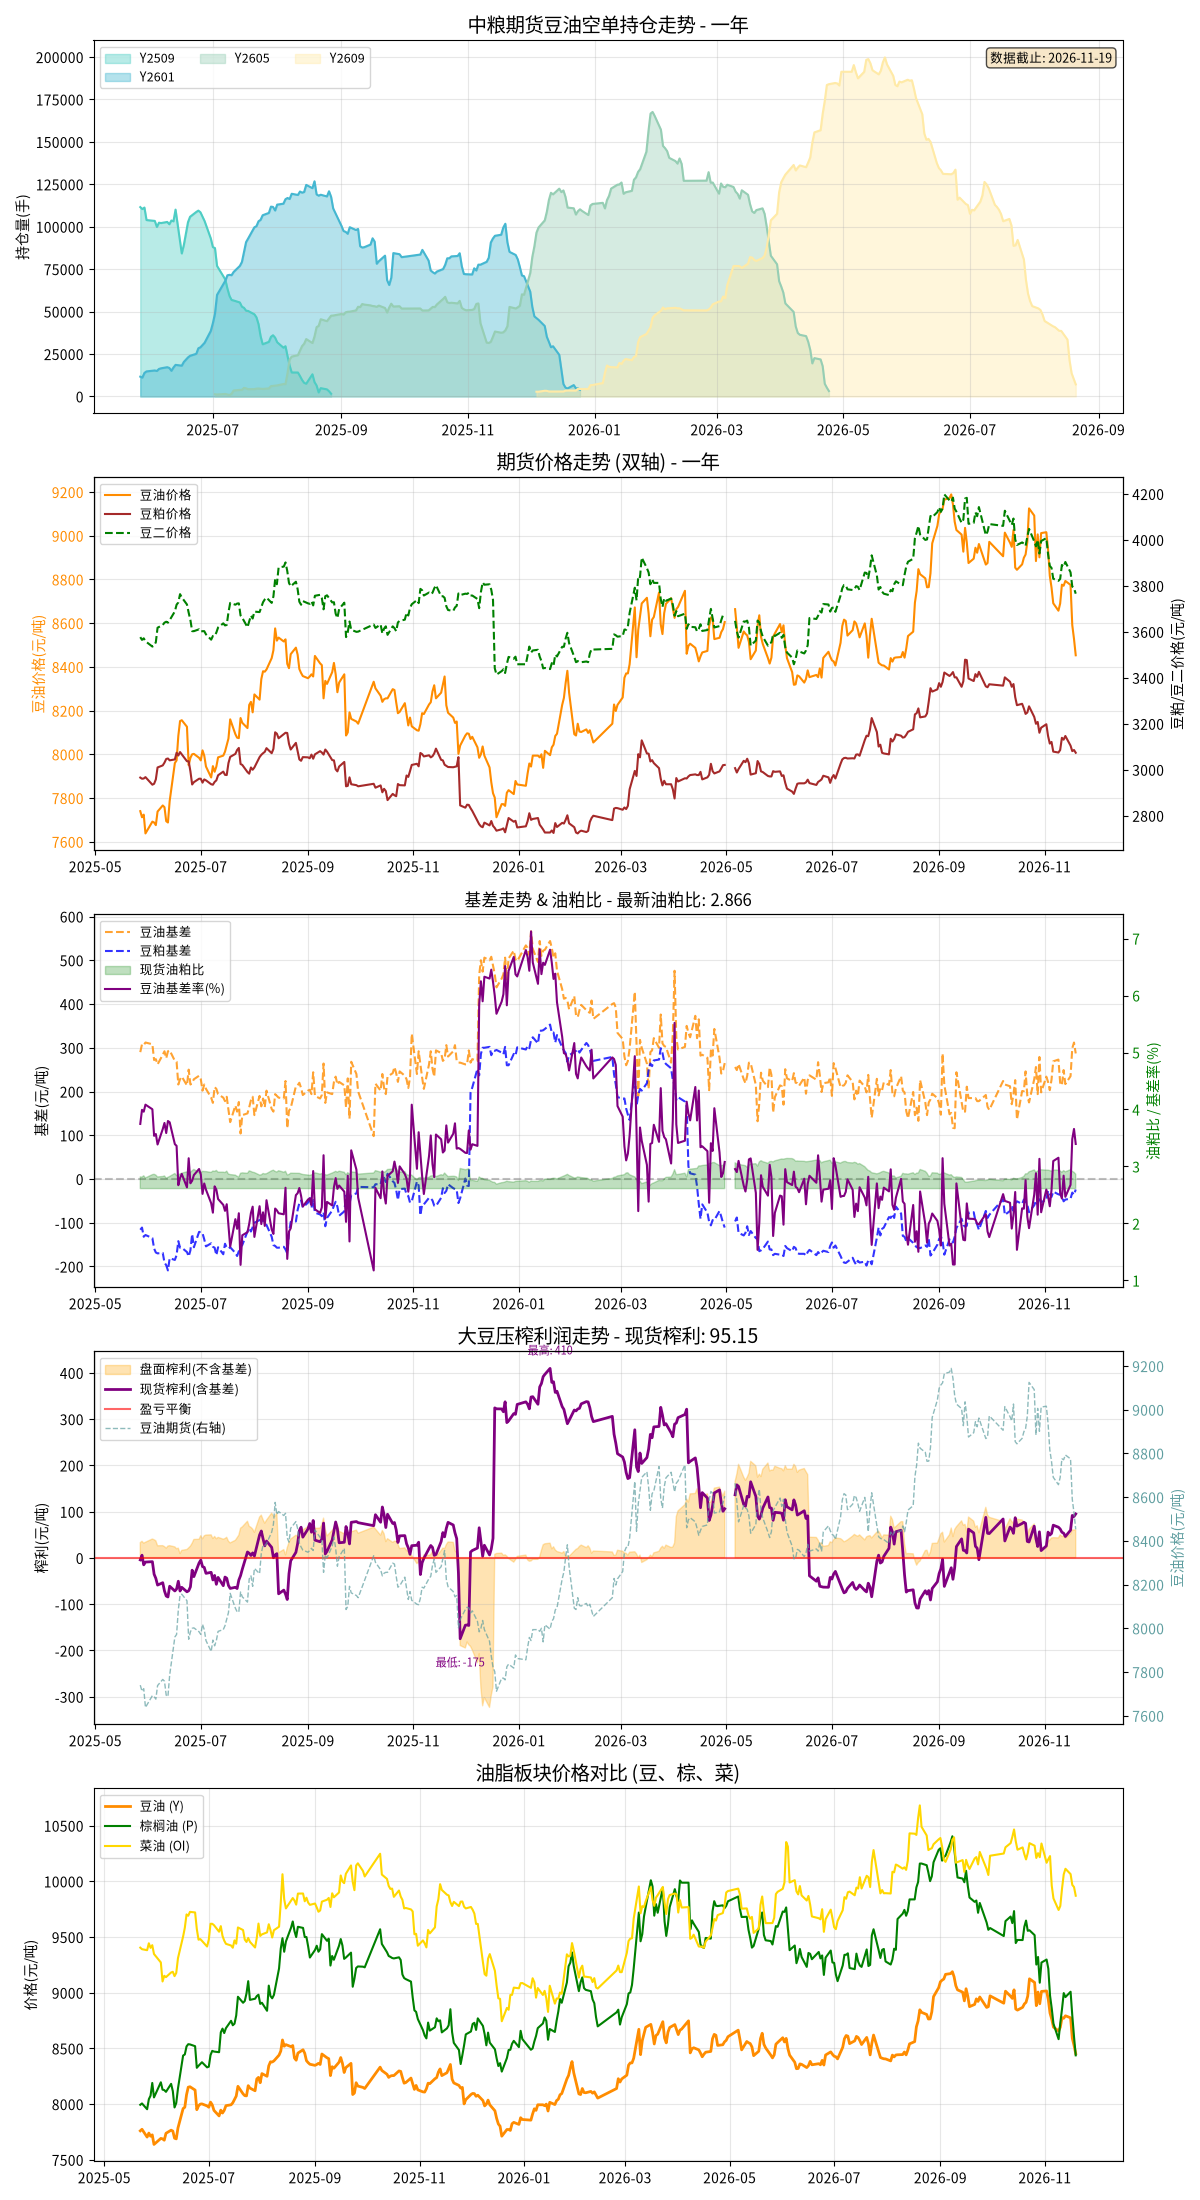 中粮期货豆油空单持仓走势 - 一年
Y2509 Y2605 Y2609
Y2601
数据截止: 2026-11-19
持仓量(手)
200000
175000
150000
125000
100000
75000
50000
25000
0
2025-07 2025-09 2025-11 2026-01 2026-03 2026-05 2026-07 2026-09
期货价格走势 (双轴) - 一年
豆油价格
豆粕价格
豆二价格
豆油价格(元/吨)
9200
9000
8800
8600
8400
8200
8000
7800
7600
4200
4000
3800
3600
3400
3200
3000
2800
豆粕/豆二价格(元/吨)
2025-05 2025-07 2025-09 2025-11 2026-01 2026-03 2026-05 2026-07 2026-09 2026-11
基差走势 & 油粕比 - 最新油粕比: 2.866
豆油基差
豆粕基差
现货油粕比
豆油基差率(%)
基差(元/吨)
600
500
400
300
200
100
0
-100
-200
7
6
5
4
3
2
1
油粕比 / 基差率(%)
2025-05 2025-07 2025-09 2025-11 2026-01 2026-03 2026-05 2026-07 2026-09 2026-11
大豆压榨利润走势 - 现货榨利: 95.15
最高: 410
盘面榨利(不含基差)
现货榨利(含基差)
盈亏平衡
豆油期货(右轴)
最低: -175
榨利(元/吨)
400
300
200
100
0
-100
-200
-300
9200
9000
8800
8600
8400
8200
8000
7800
7600
豆油价格(元/吨)
2025-05 2025-07 2025-09 2025-11 2026-01 2026-03 2026-05 2026-07 2026-09 2026-11
油脂板块价格对比 (豆、棕、菜)
豆油 (Y)
棕榈油 (P)
菜油 (OI)
价格(元/吨)
10500
10000
9500
9000
8500
8000
7500
2025-05 2025-07 2025-09 2025-11 2026-01 2026-03 2026-05 2026-07 2026-09 2026-11